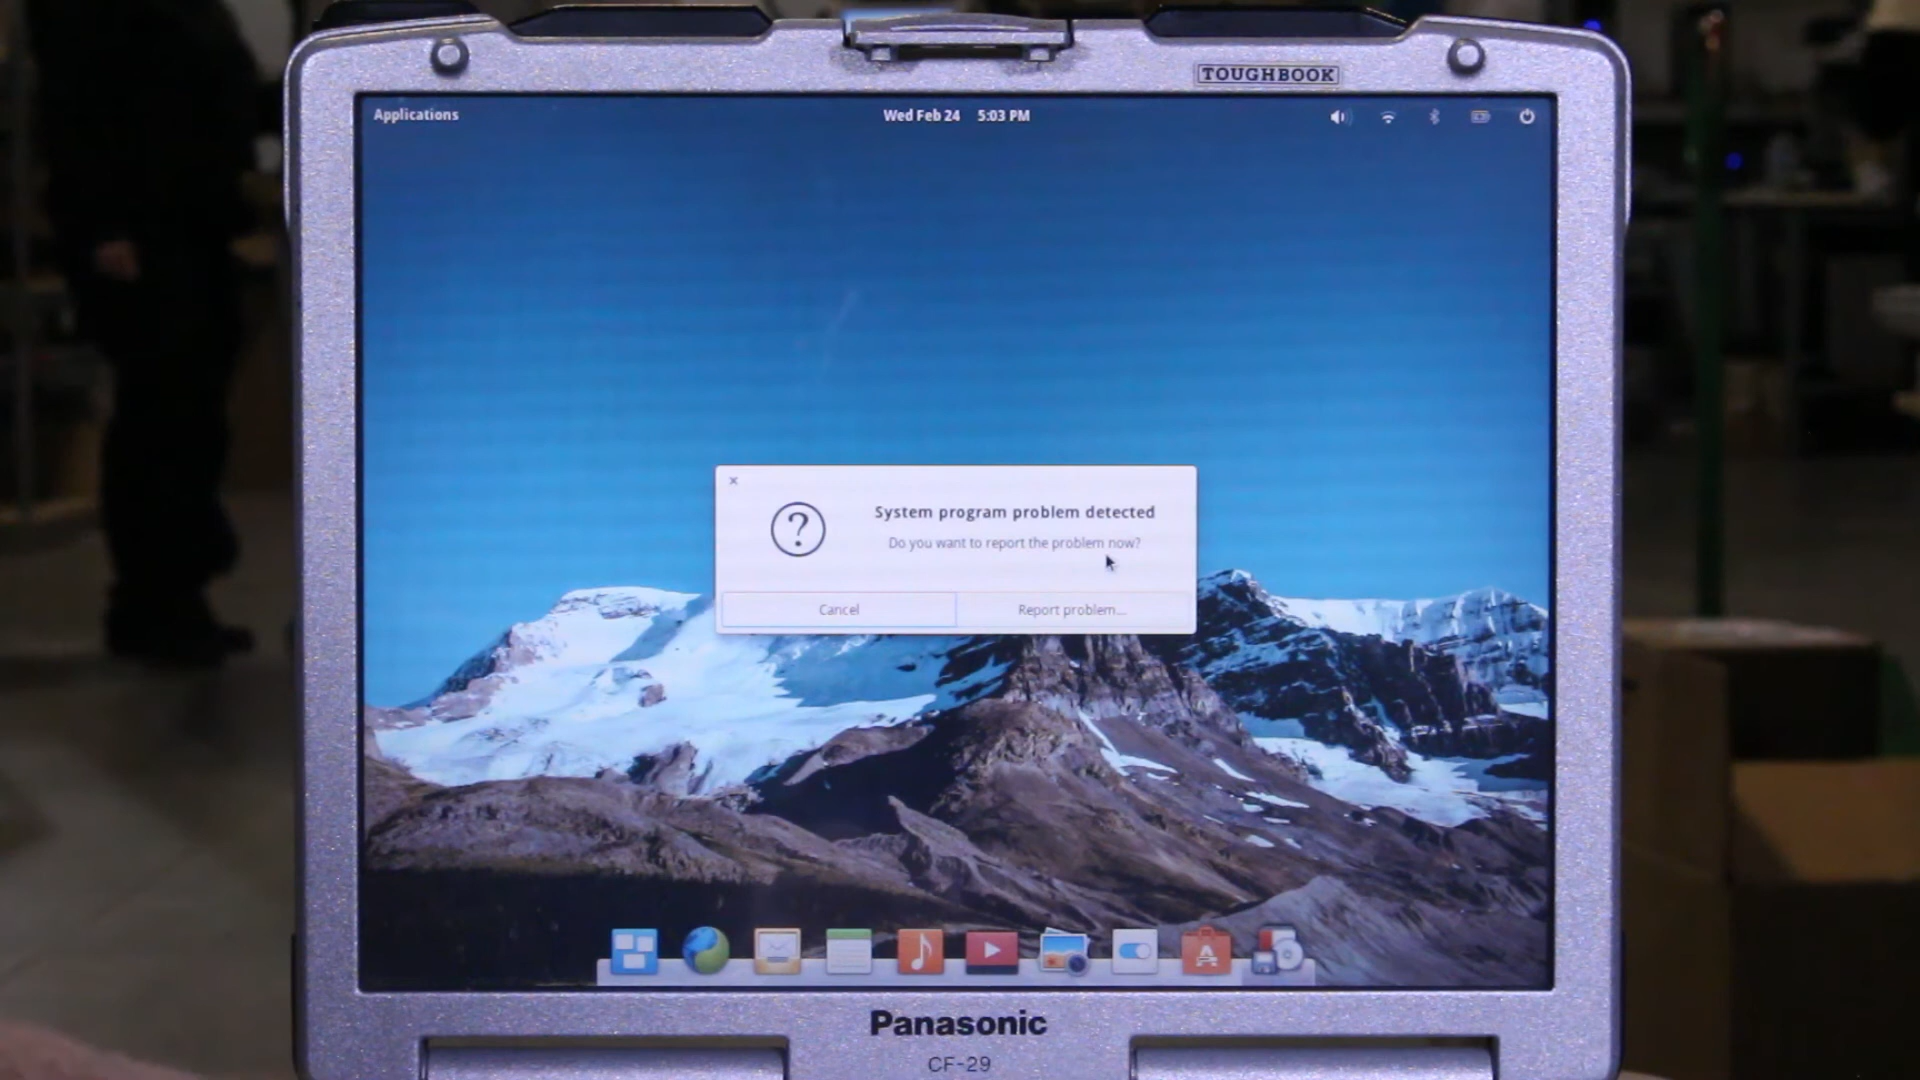 TOUGHBOOK
Applications
Wed Feb 24 5:03 PM
System program problem detected
Do you want to report the problem now?
Cancel
Report problem...
Panasonic
CF-29